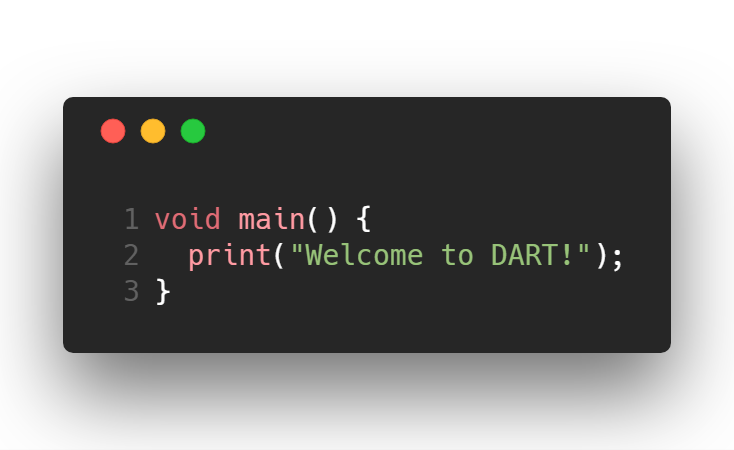 1 void main() {
2   print("Welcome to DART!");
3 }